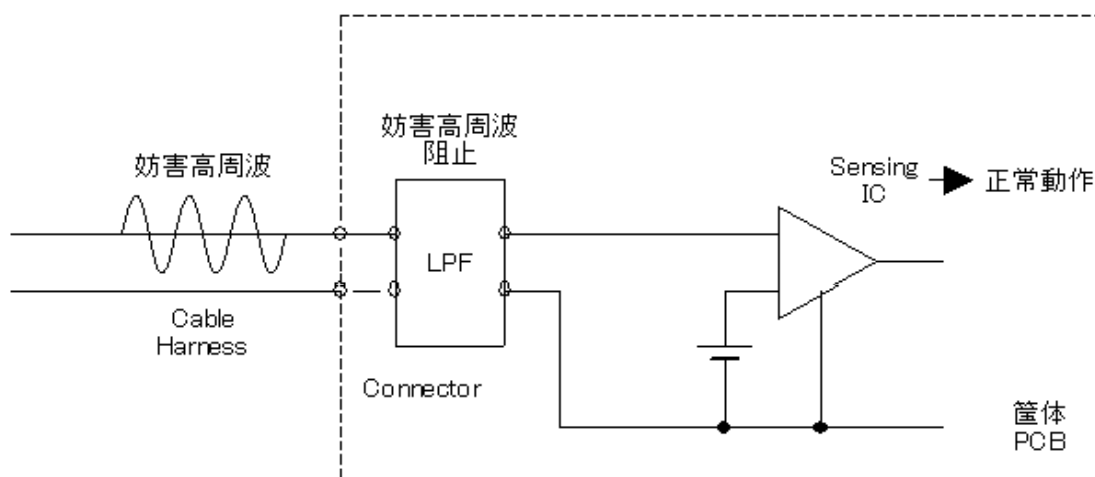 妨害高周波
阻止
妨害高周波
Sensing
IC
正常動作
LPF
Cable
Harness
Connector
筐体
PCB